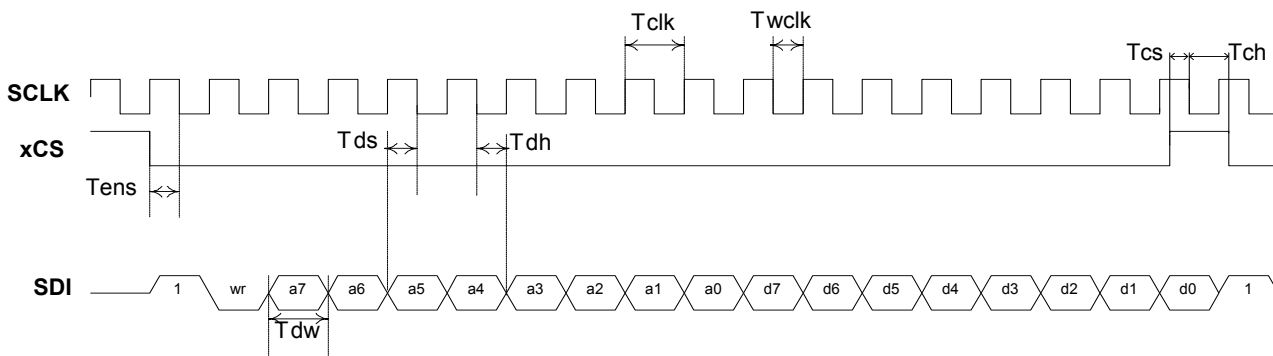 Tclk Twclk
Tcs Tch
SCLK
xCS
Tds Tdh
Tens
SDI 1 wr a7 a6 a5 a4 a3 a2 a1 a0 d7 d6 d5 d4 d3 d2 d1 d0 1
Tdw